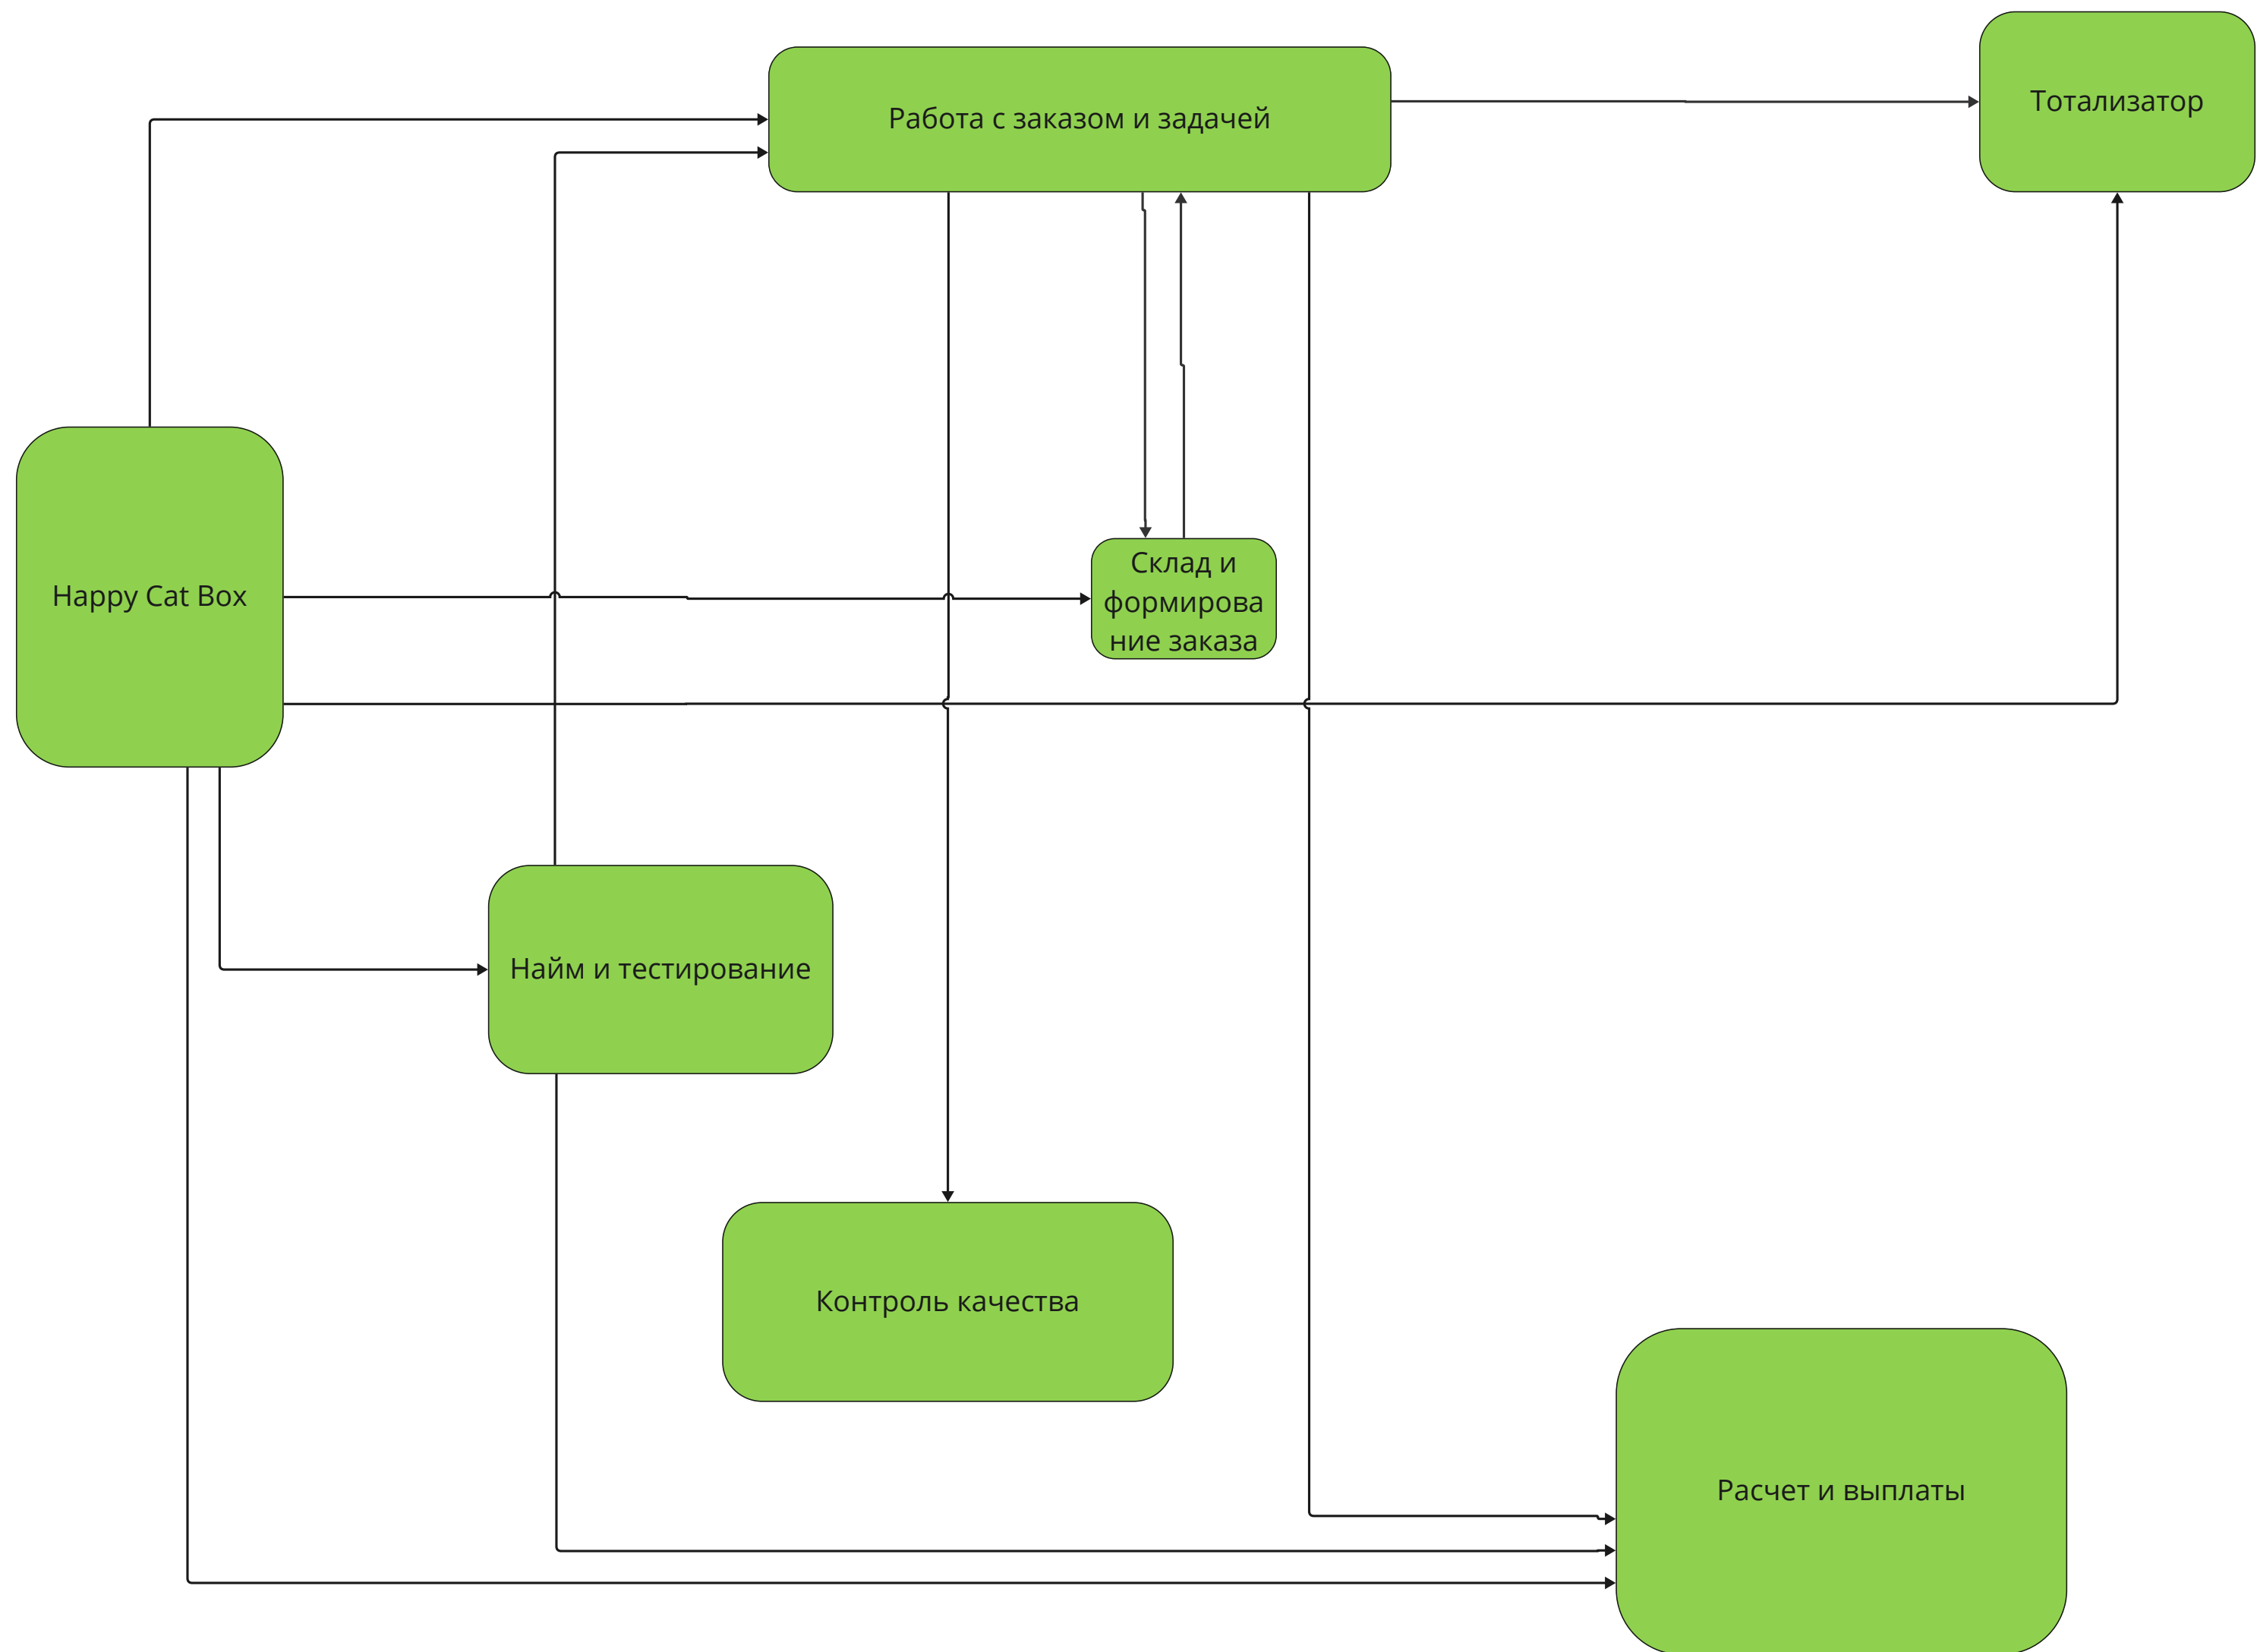 Тотализатор
Работа с заказом и задачей
Happy Cat Box
Склад и
формирова
ние заказа
Найм и тестирование
Контроль качества
Расчет и выплаты